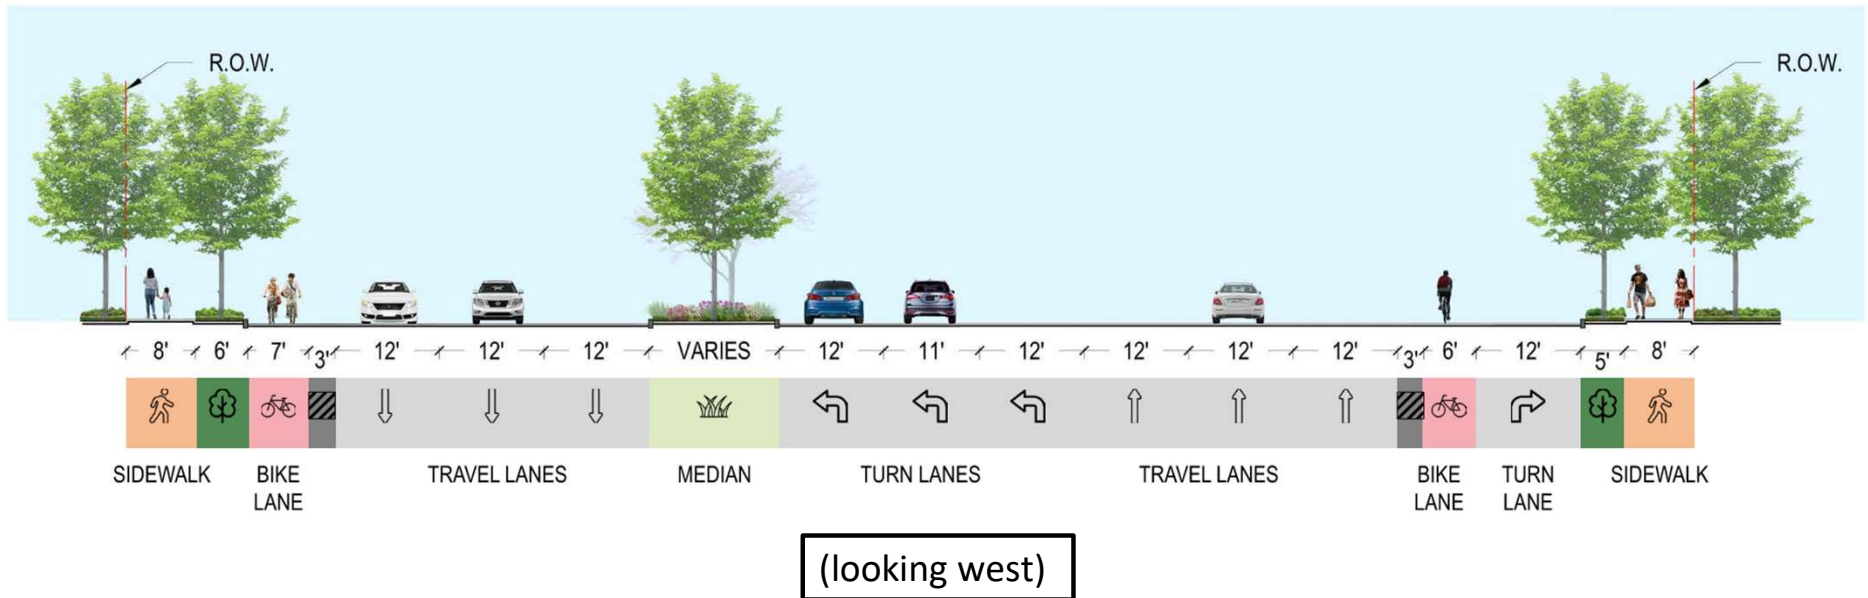 R.O.W.
R.O.W.
8' 6' 7' 3' 12' 12' 12' VARIES 12' 11' 12' 12' 12' 12' 3' 6' 12' 5' 8'
SIDEWALK BIKE LANE TRAVEL LANES MEDIAN TURN LANES TRAVEL LANES BIKE LANE TURN LANE SIDEWALK
(looking west)